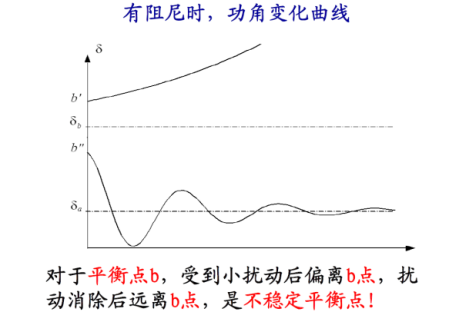 有阻尼时，功角变化曲线
δ
b'
δb
b"
δa
对于平衡点b，受到小扰动后偏离b点，扰
动消除后远离b点，是不稳定平衡点！